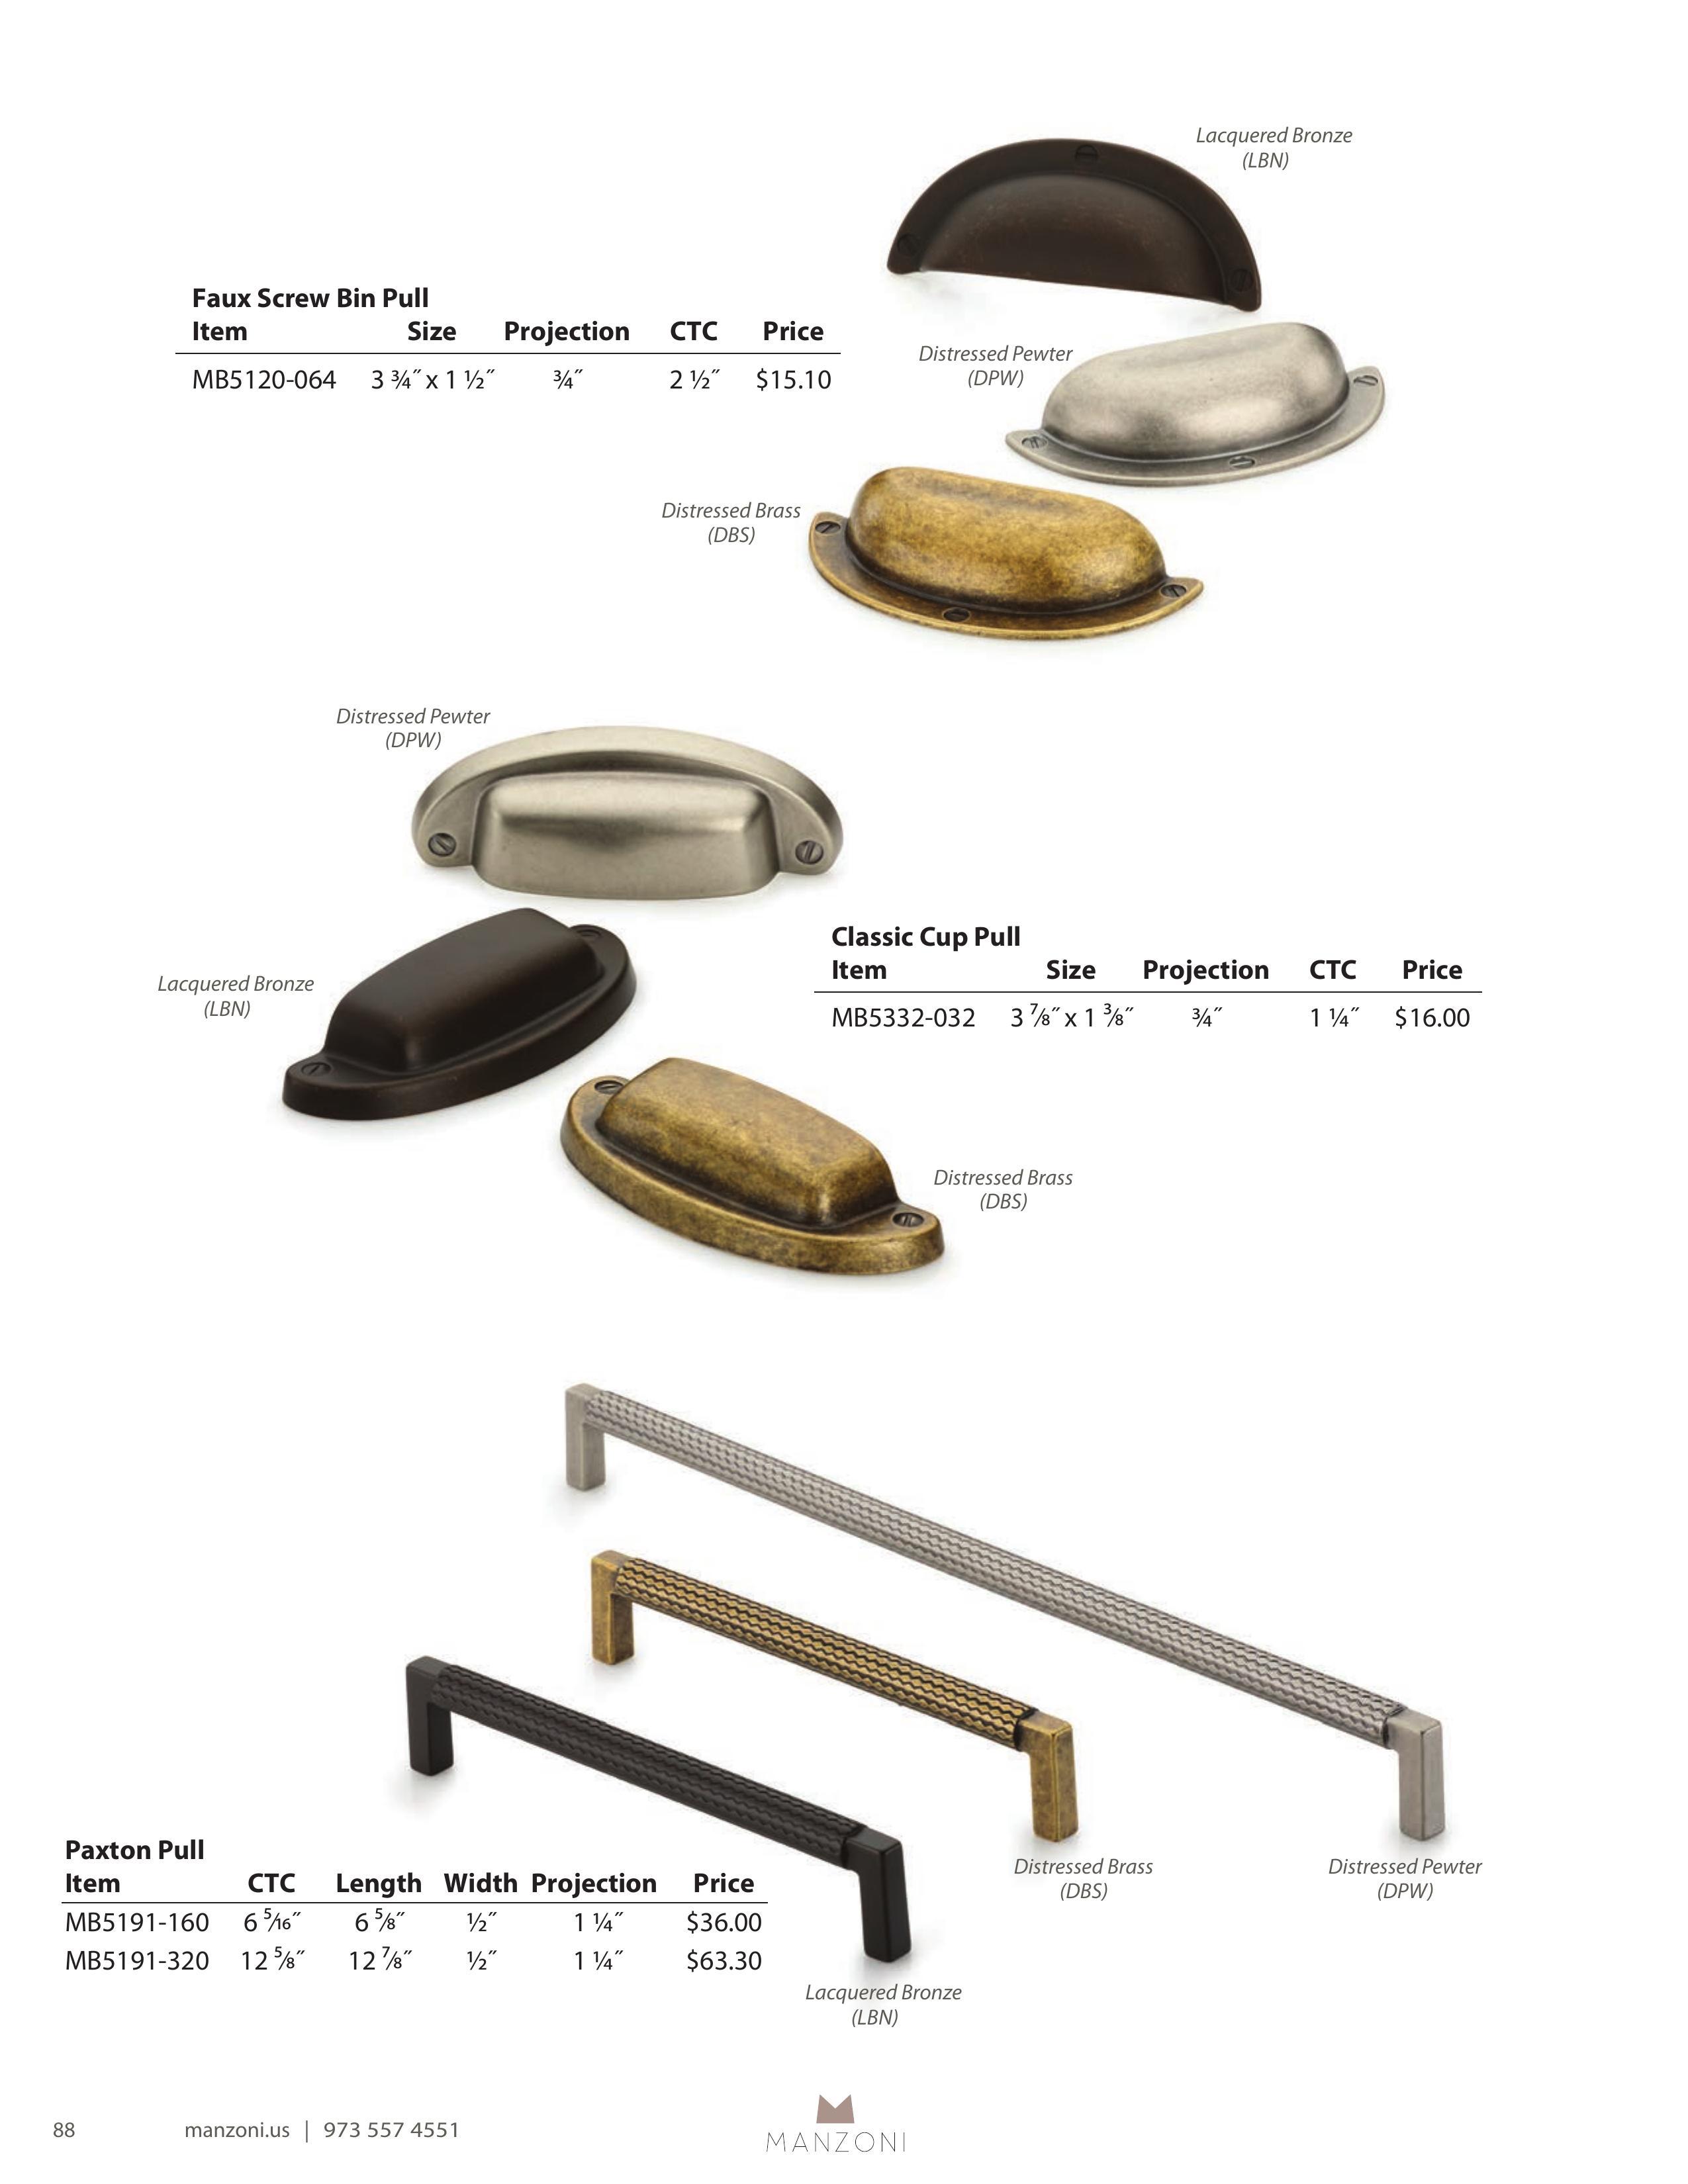 Lacquered Bronze
(LBN)
Faux Screw Bin Pull
Item Size Projection CTC Price
MB5120-064 3 ¾″ x 1 ½″ ¾″ 2 ½″ $15.10
Distressed Pewter
(DPW)
Distressed Brass
(DBS)
Distressed Pewter
(DPW)
Lacquered Bronze
(LBN)
Classic Cup Pull
Item Size Projection CTC Price
MB5332-032 3 ⅞″ x 1 ⅜″ ¾″ 1 ¼″ $16.00
Distressed Brass
(DBS)
Paxton Pull
Item CTC Length Width Projection Price
MB5191-160 6 5⁄16″ 6 ⅝″ ½″ 1 ¼″ $36.00
MB5191-320 12 ⅝″ 12 ⅞″ ½″ 1 ¼″ $63.30
Distressed Brass
(DBS)
Distressed Pewter
(DPW)
Lacquered Bronze
(LBN)
88 manzoni.us | 973 557 4551
MANZONI